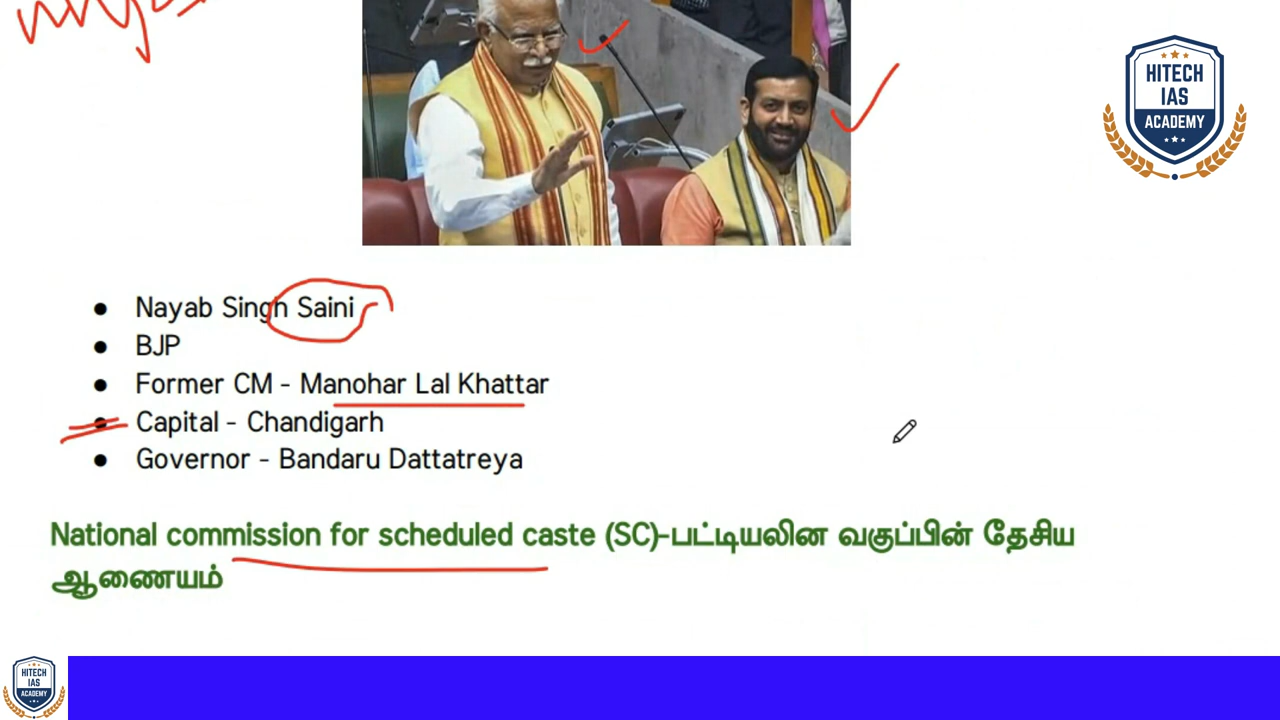 HITECH
IAS
ACADEMY
Nayab Singh Saini
BJP
Former CM - Manohar Lal Khattar
Capital - Chandigarh
Governor - Bandaru Dattatreya
National commission for scheduled caste (SC)-பட்டியலின வகுப்பின் தேசிய
ஆணையம்
HITECH
IAS
ACADEMY